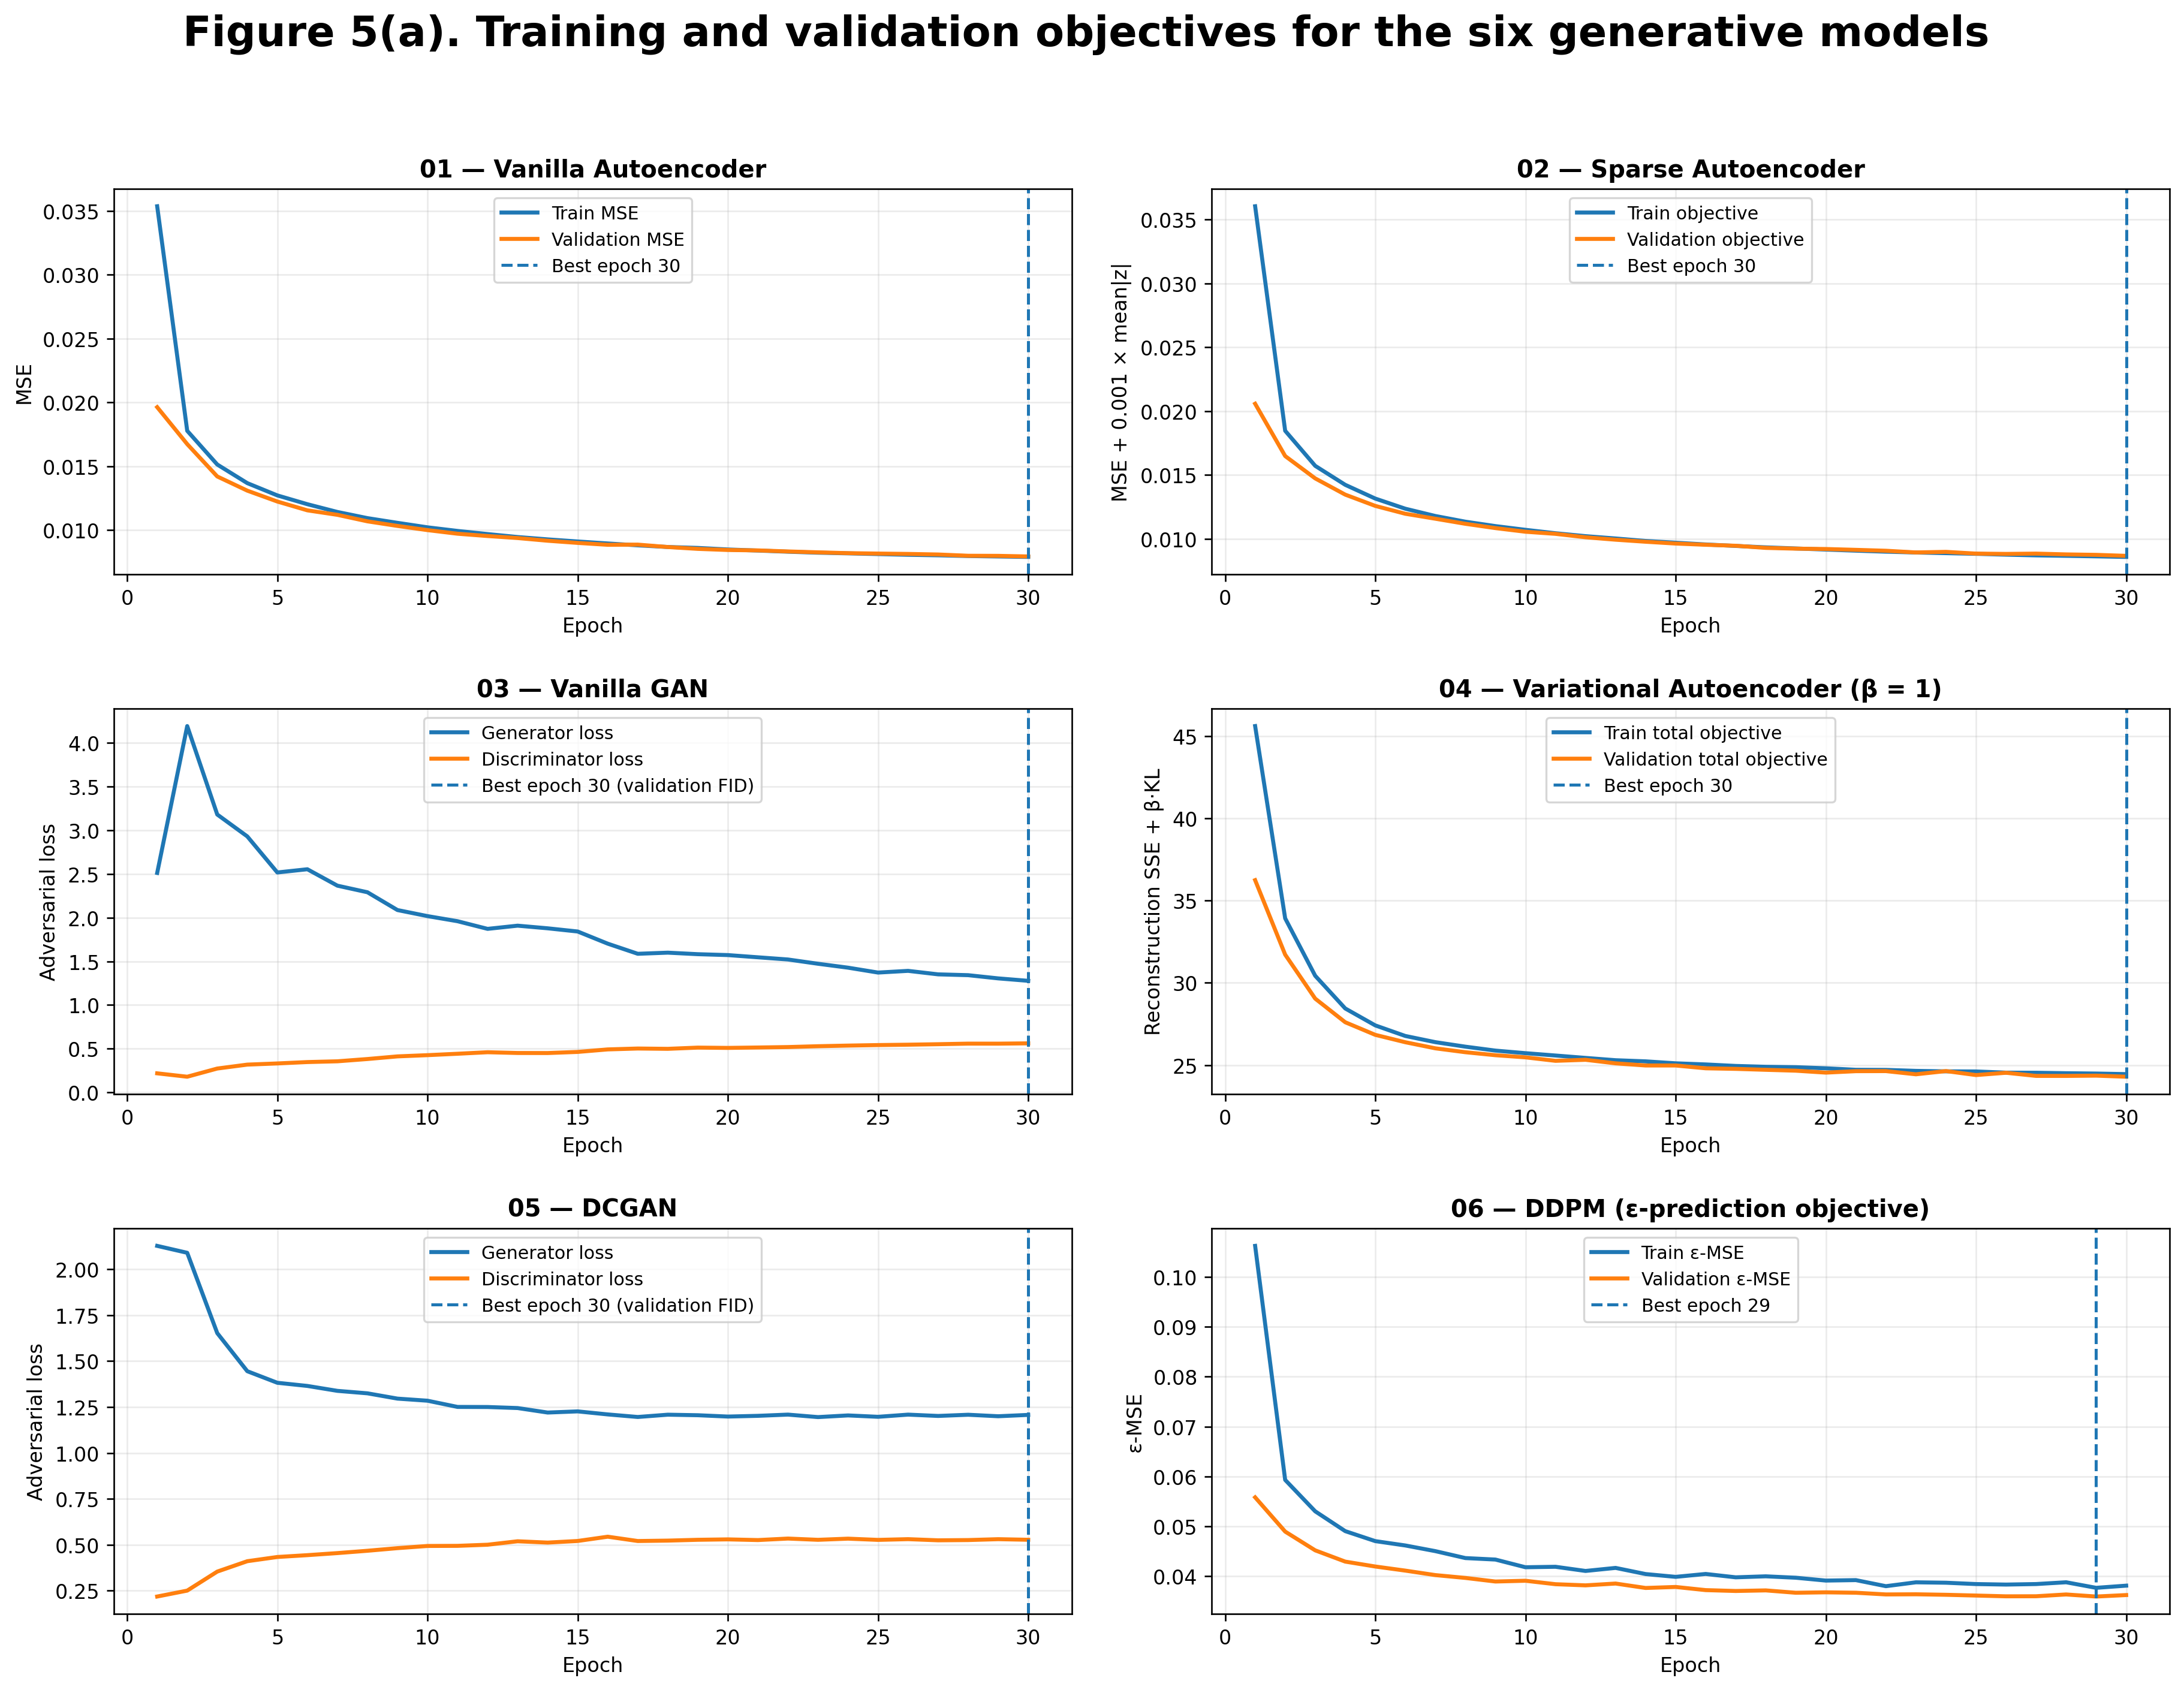 Figure 5(a). Training and validation objectives for the six generative models
01 — Vanilla Autoencoder
Train MSE
Validation MSE
Best epoch 30
MSE
0.035
0.030
0.025
0.020
0.015
0.010
0 5 10 15 20 25 30
Epoch
02 — Sparse Autoencoder
Train objective
Validation objective
Best epoch 30
MSE + 0.001 × mean|z|
0.035
0.030
0.025
0.020
0.015
0.010
0 5 10 15 20 25 30
Epoch
03 — Vanilla GAN
Generator loss
Discriminator loss
Best epoch 30 (validation FID)
Adversarial loss
4.0
3.5
3.0
2.5
2.0
1.5
1.0
0.5
0.0
0 5 10 15 20 25 30
Epoch
04 — Variational Autoencoder (β = 1)
Train total objective
Validation total objective
Best epoch 30
Reconstruction SSE + β·KL
45
40
35
30
25
0 5 10 15 20 25 30
Epoch
05 — DCGAN
Generator loss
Discriminator loss
Best epoch 30 (validation FID)
Adversarial loss
2.00
1.75
1.50
1.25
1.00
0.75
0.50
0.25
0 5 10 15 20 25 30
Epoch
06 — DDPM (ε-prediction objective)
Train ε-MSE
Validation ε-MSE
Best epoch 29
ε-MSE
0.10
0.09
0.08
0.07
0.06
0.05
0.04
0 5 10 15 20 25 30
Epoch